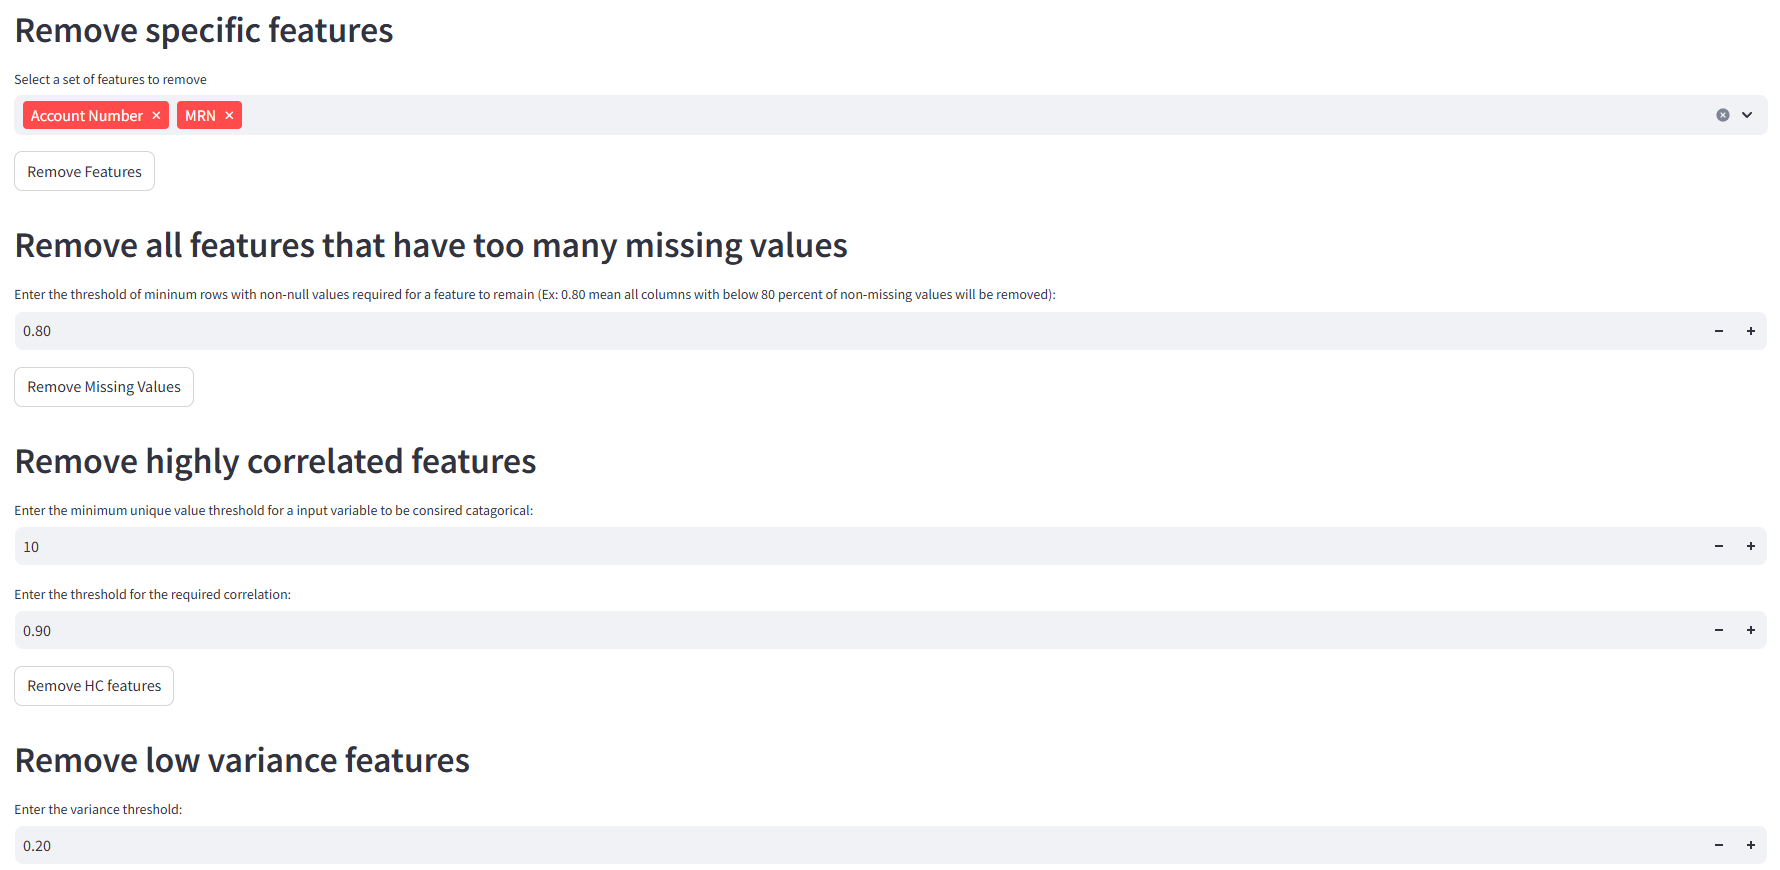 Remove specific features
Select a set of features to remove
Account Number × MRN ×
Remove Features
Remove all features that have too many missing values
Enter the threshold of mininum rows with non-null values required for a feature to remain (Ex: 0.80 mean all columns with below 80 percent of non-missing values will be removed):
0.80 − +
Remove Missing Values
Remove highly correlated features
Enter the minimum unique value threshold for a input variable to be consired catagorical:
10 − +
Enter the threshold for the required correlation:
0.90 − +
Remove HC features
Remove low variance features
Enter the variance threshold:
0.20 − +